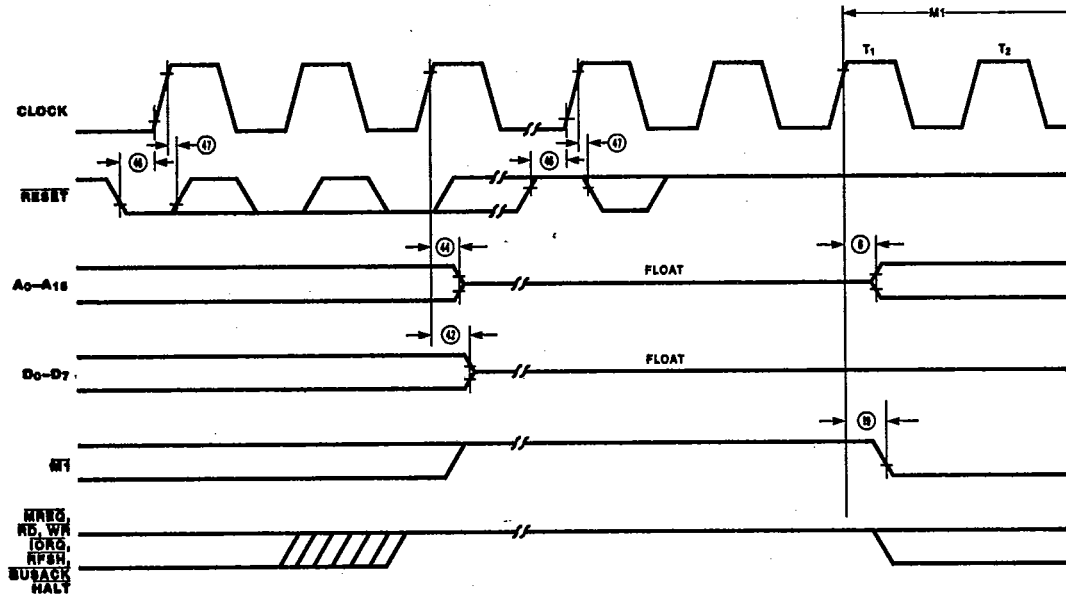 M1
T1 T2
CLOCK
46 47 46 47
RESET
44 6
A0–A15 FLOAT
42
D0–D7 FLOAT
19
M1
MREQ,
RD, WR
IORQ,
RFSH,
BUSACK
HALT